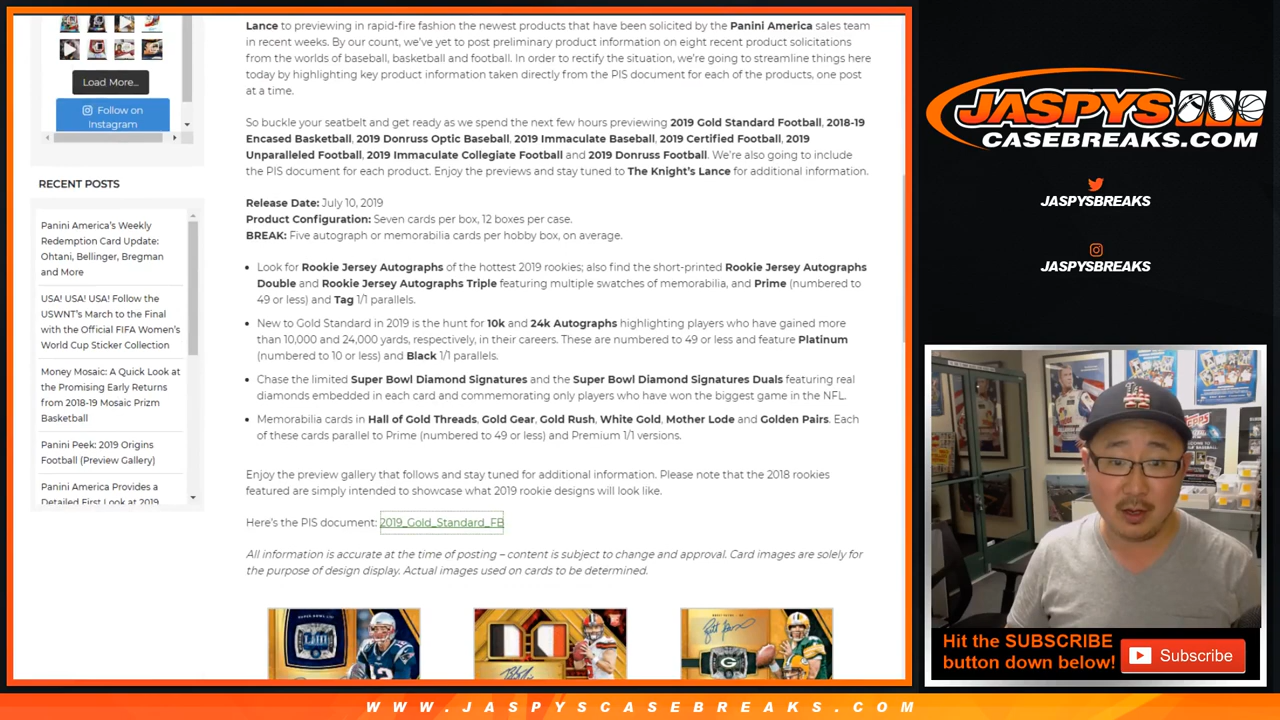 Lance to previewing in rapid-fire fashion the newest products that have been solicited by the Panini America sales team
in recent weeks. By our count, we've yet to post preliminary product information on eight recent product solicitations
from the worlds of baseball, basketball and football. In order to rectify the situation, we're going to streamline things here
today by highlighting key product information taken directly from the PIS document for each of the products, one post
at a time.
So buckle your seatbelt and get ready as we spend the next few hours previewing 2019 Gold Standard Football, 2018-19
Encased Basketball, 2019 Donruss Optic Baseball, 2019 Immaculate Baseball, 2019 Certified Football, 2019
Unparalleled Football, 2019 Immaculate Collegiate Football and 2019 Donruss Football. We're also going to include
the PIS document for each product. Enjoy the previews and stay tuned to The Knight's Lance for additional information.
Release Date: July 10, 2019
Product Configuration: Seven cards per box, 12 boxes per case.
BREAK: Five autograph or memorabilia cards per hobby box, on average.
• Look for Rookie Jersey Autographs of the hottest 2019 rookies; also find the short-printed Rookie Jersey Autographs
Double and Rookie Jersey Autographs Triple featuring multiple swatches of memorabilia, and Prime (numbered to
49 or less) and Tag 1/1 parallels.
• New to Gold Standard in 2019 is the hunt for 10k and 24k Autographs highlighting players who have gained more
than 10,000 and 24,000 yards, respectively, in their careers. These are numbered to 49 or less and feature Platinum
(numbered to 10 or less) and Black 1/1 parallels.
• Chase the limited Super Bowl Diamond Signatures and the Super Bowl Diamond Signatures Duals featuring real
diamonds embedded in each card and commemorating only players who have won the biggest game in the NFL.
• Memorabilia cards in Hall of Gold Threads, Gold Gear, Gold Rush, White Gold, Mother Lode and Golden Pairs. Each
of these cards parallel to Prime (numbered to 49 or less) and Premium 1/1 versions.
Enjoy the preview gallery that follows and stay tuned for additional information. Please note that the 2018 rookies
featured are simply intended to showcase what 2019 rookie designs will look like.
Here's the PIS document: 2019_Gold_Standard_FB
All information is accurate at the time of posting – content is subject to change and approval. Card images are solely for
the purpose of design display. Actual images used on cards to be determined.
Load More...
Follow on
Instagram
RECENT POSTS
Panini America's Weekly
Redemption Card Update:
Ohtani, Bellinger, Bregman
and More
USA! USA! USA! Follow the
USWNT's March to the Final
with the Official FIFA Women's
World Cup Sticker Collection
Money Mosaic: A Quick Look at
the Promising Early Returns
from 2018-19 Mosaic Prizm
Basketball
Panini Peek: 2019 Origins
Football (Preview Gallery)
Panini America Provides a
Detailed First Look at 2019
JASPYS
CASEBREAKS.COM
JASPYSBREAKS
JASPYSBREAKS
Hit the SUBSCRIBE
button down below!
Subscribe
WWW.JASPYSCASEBREAKS.COM